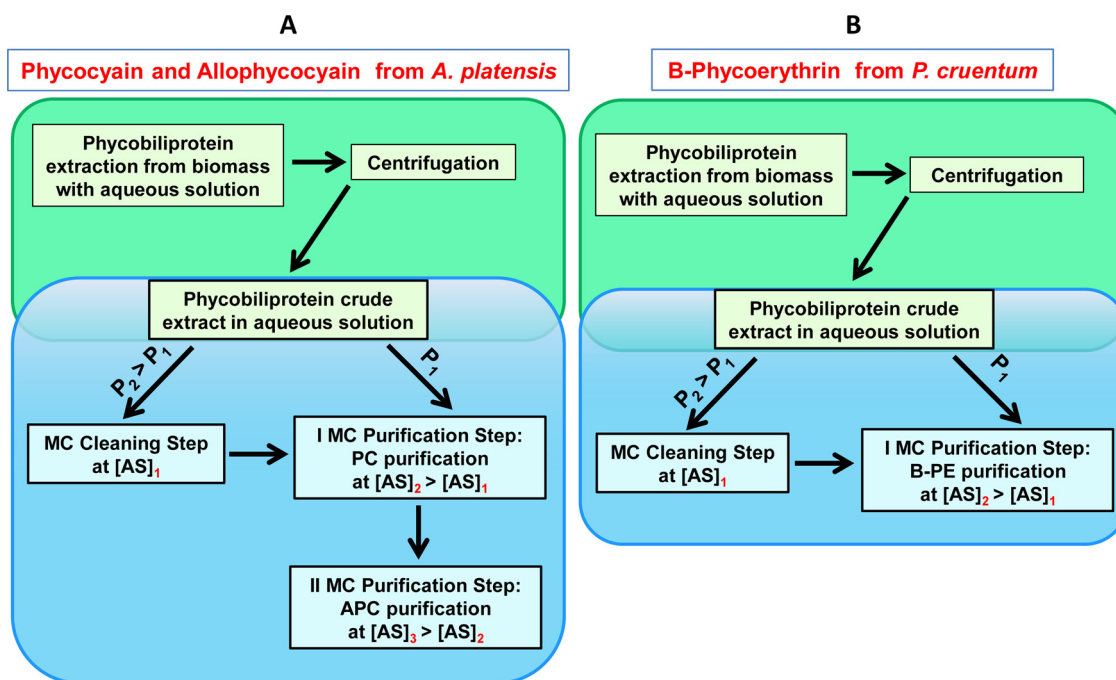 A
Phycocyain and Allophycocyain from A. platensis
Phycobiliprotein
extraction from biomass
with aqueous solution
Centrifugation
Phycobiliprotein crude
extract in aqueous solution
P2 > P1
P1
MC Cleaning Step
at [AS]1
I MC Purification Step:
PC purification
at [AS]2 > [AS]1
II MC Purification Step:
APC purification
at [AS]3 > [AS]2
B
B-Phycoerythrin from P. cruentum
Phycobiliprotein
extraction from biomass
with aqueous solution
Centrifugation
Phycobiliprotein crude
extract in aqueous solution
P2 > P1
P1
MC Cleaning Step
at [AS]1
I MC Purification Step:
B-PE purification
at [AS]2 > [AS]1